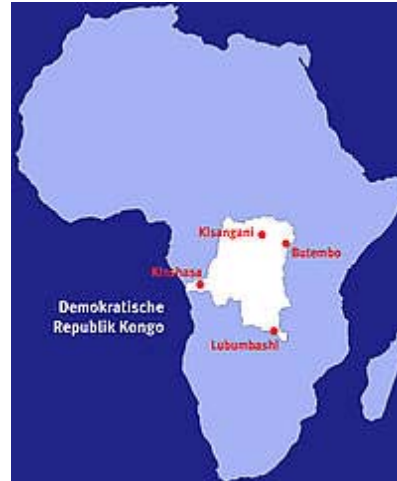 Kisangani
Butembo
Kinshasa
Demokratische
Republik Kongo
Lubumbashi